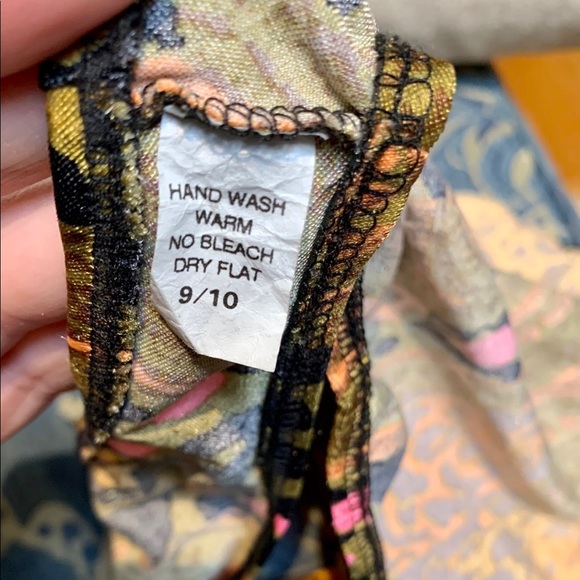 HAND WASH
WARM
NO BLEACH
DRY FLAT
9/10